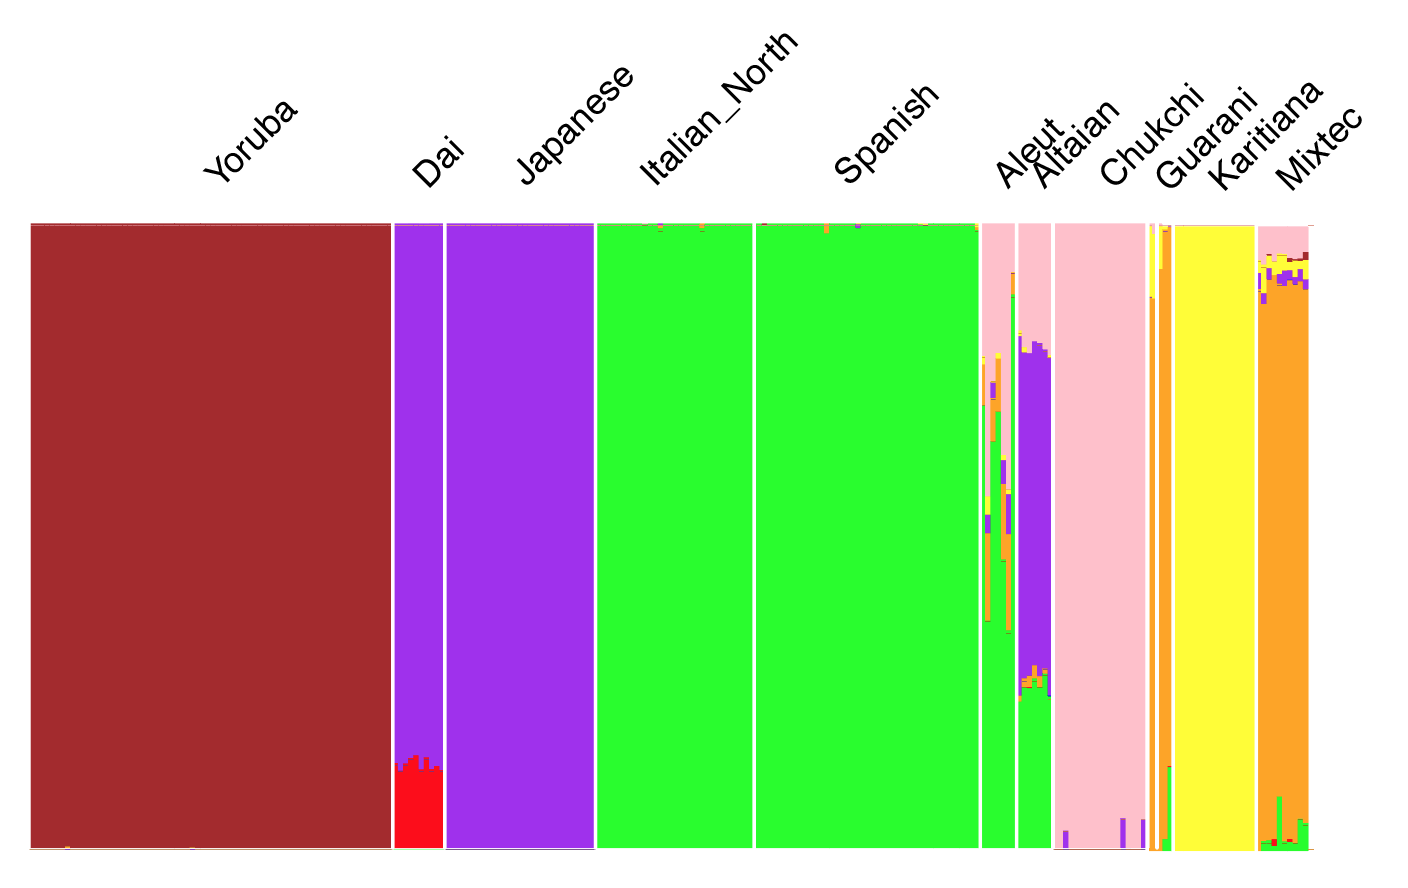 Yoruba
Dai
Japanese
Italian_North
Spanish
Aleut
Altaian
Chukchi
Guarani
Karitiana
Mixtec